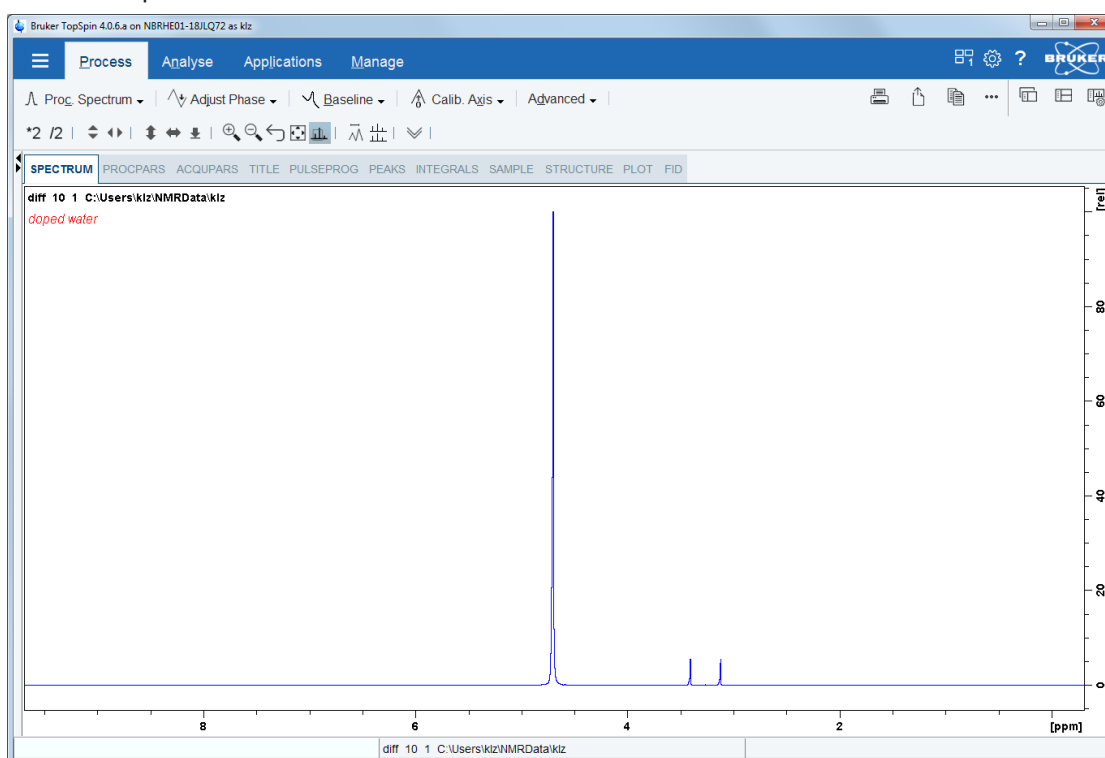 Bruker TopSpin 4.0.6.a on NBRHE01-18JLQ72 as klz
Process Analyse Applications Manage ? BRUKER
Proc. Spectrum Adjust Phase Baseline Calib. Axis Advanced ...
*2 /2
SPECTRUM PROCPARS ACQUPARS TITLE PULSEPROG PEAKS INTEGRALS SAMPLE STRUCTURE PLOT FID
diff 10 1 C:\Users\klz\NMRData\klz
doped water
[rel]
80
60
40
20
0
8 6 4 2 [ppm]
diff 10 1 C:\Users\klz\NMRData\klz